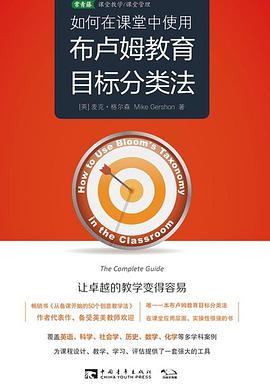 常青藤 课堂教学/课堂管理
如何在课堂中使用
布卢姆教育
目标分类法
[英] 麦克·格尔森 Mike Gershon 著
How to Use Bloom's Taxonomy
in the Classroom
The Complete Guide
让卓越的教学变得容易
畅销书《从备课开始的50个创意教学法》
作者代表作，备受英美教师欢迎
唯一一本布卢姆教育目标分类法
在课堂应用层面，实操性很强的书
覆盖英语、科学、社会学、历史、数学、化学等多学科案例
为课程设计、教学、学习、评估提供了一套强大的工具
中国青年出版社
CHINA YOUTH PRESS